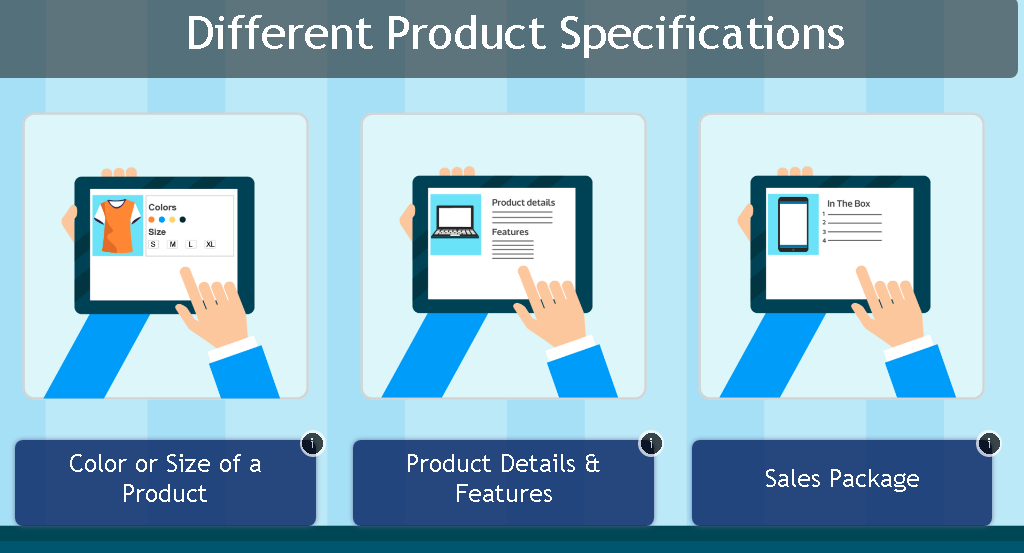 Different Product Specifications
Colors
Size
S M L XL
Product details
Features
In The Box
1
2
3
4
i
i
i
Color or Size of a
Product
Product Details &
Features
Sales Package